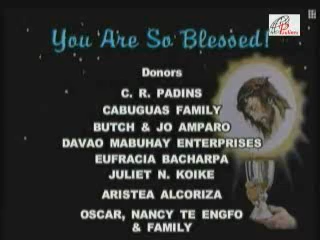 You Are So Blessed!
Donors
C. R. PADINS
CABUGUAS FAMILY
BUTCH & JO AMPARO
DAVAO MABUHAY ENTERPRISES
EUFRACIA BACHARPA
JULIET N. KOIKE
ARISTEA ALCORIZA
OSCAR, NANCY TE ENGFO
& FAMILY